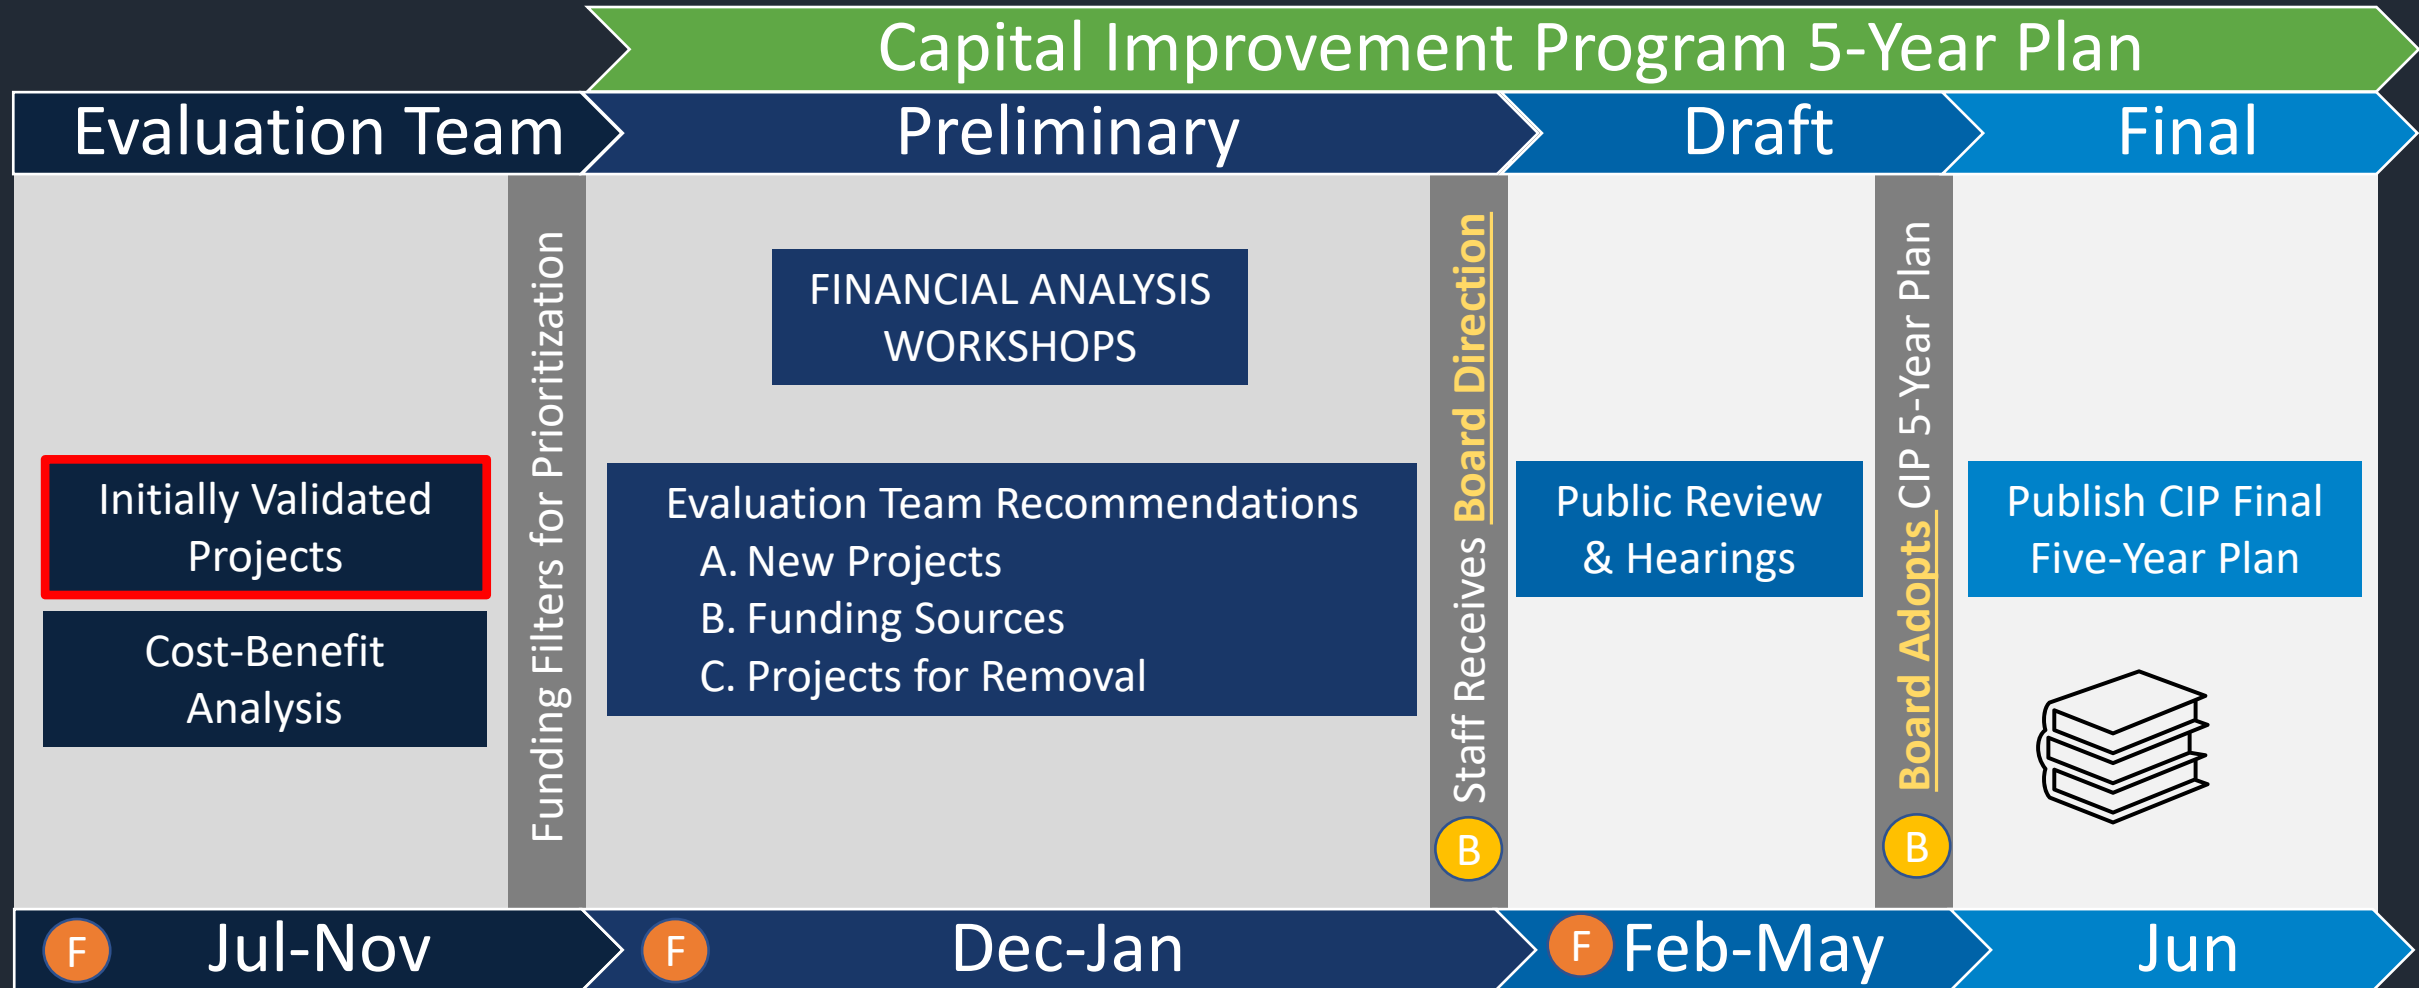 Capital Improvement Program 5-Year Plan
Evaluation Team
Preliminary
Draft
Final
Initially Validated
Projects
Cost-Benefit
Analysis
Funding Filters for Prioritization
FINANCIAL ANALYSIS
WORKSHOPS
Evaluation Team Recommendations
A. New Projects
B. Funding Sources
C. Projects for Removal
Staff Receives Board Direction
B
Public Review
& Hearings
Board Adopts CIP 5-Year Plan
B
Publish CIP Final
Five-Year Plan
F Jul-Nov
F Dec-Jan
F Feb-May
Jun